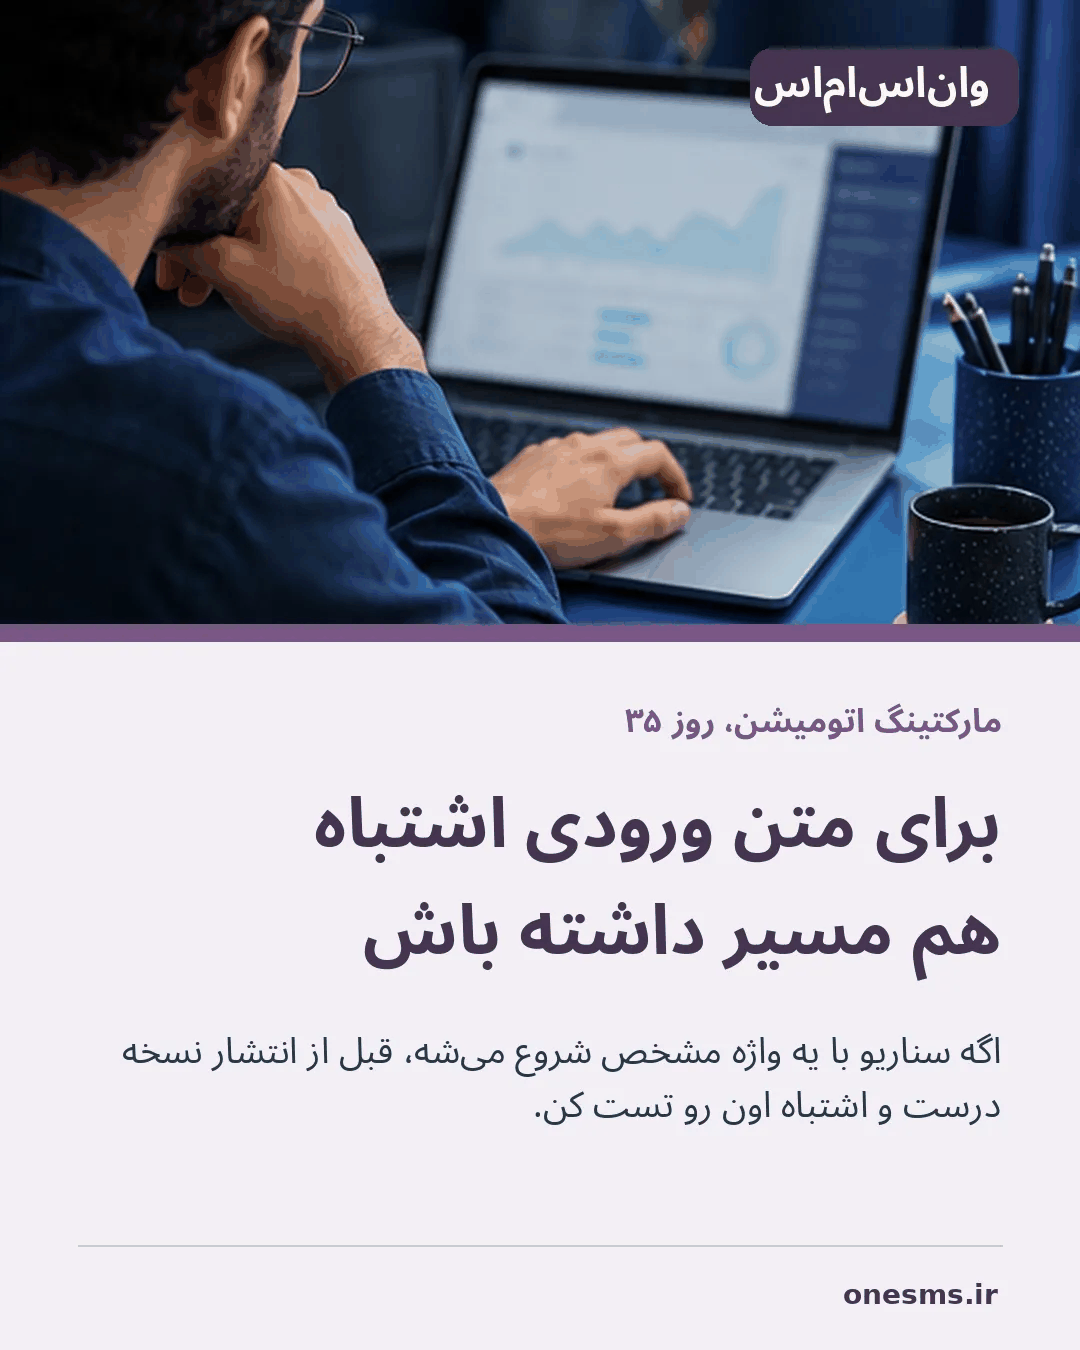 وان‌اس‌ام‌اس
مارکتینگ اتومیشن، روز ۳۵
برای متن ورودی اشتباه
هم مسیر داشته باش
اگه سناریو با یه واژه مشخص شروع می‌شه، قبل از انتشار نسخه
درست و اشتباه اون رو تست کن.
onesms.ir